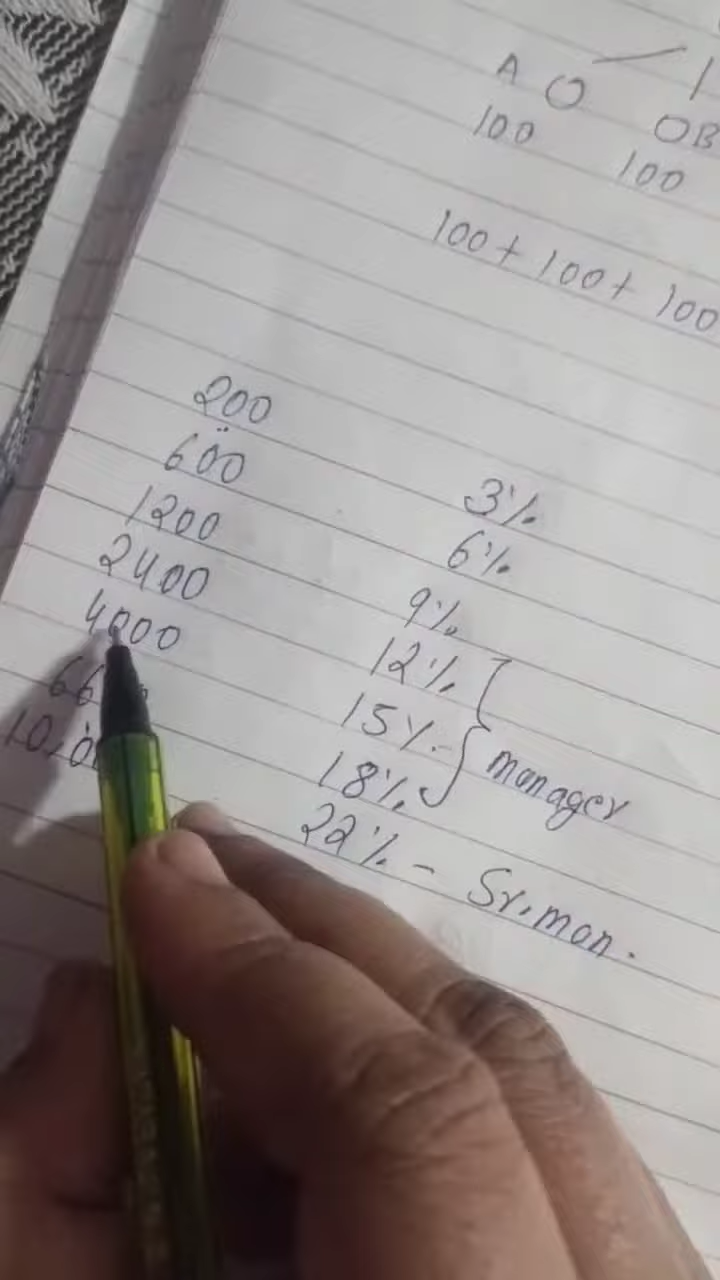 A
100 OB
100
100 + 100 + 100
200
600 3%
1200 6%
2400 9%
4000 12%
15% manager
18%
22% - Sr. man.